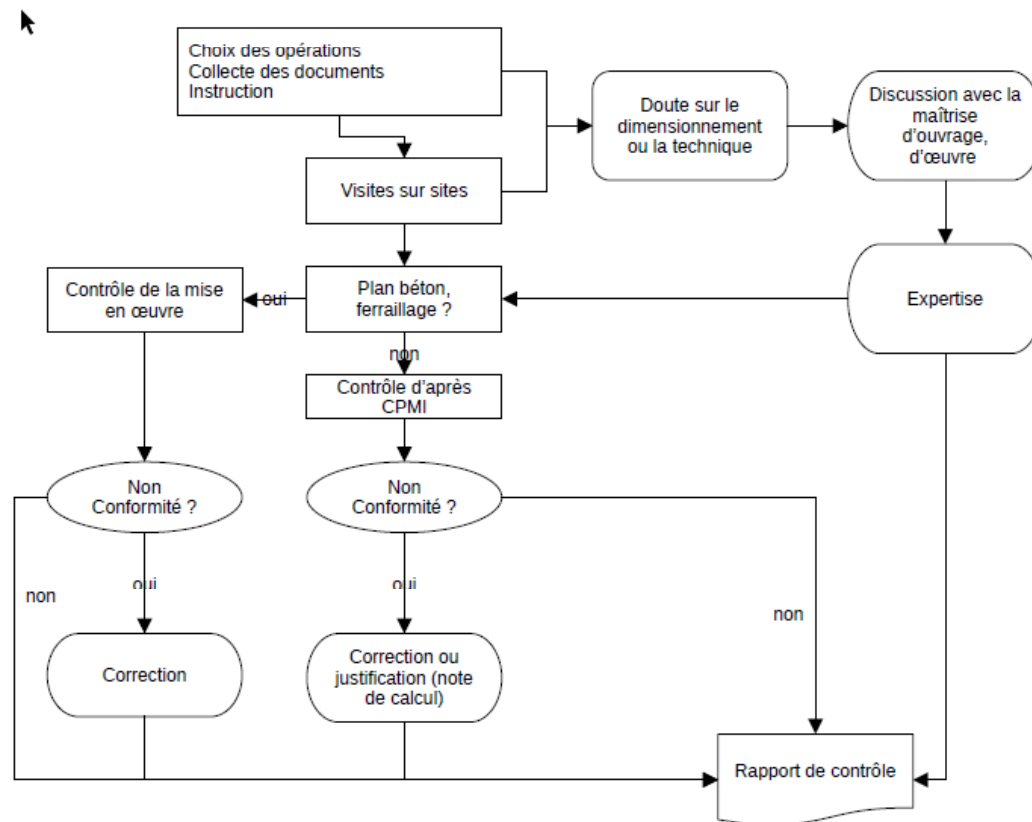 Choix des opérations
Collecte des documents
Instruction
Doute sur le
dimensionnement
ou la technique
Discussion avec la
maîtrise
d'ouvrage,
d'œuvre
Visites sur sites
Contrôle de la mise
en œuvre
oui
Plan béton,
ferraillage ?
Expertise
non
Contrôle d'après
CPMI
Non
Conformité ?
Non
Conformité ?
non
oui
oui
non
Correction
Correction ou
justification (note
de calcul)
Rapport de contrôle